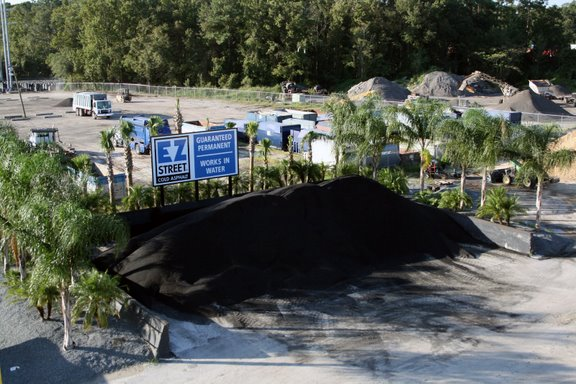 EZ
STREET
COLD ASPHALT
GUARANTEED
PERMANENT
WORKS IN
WATER